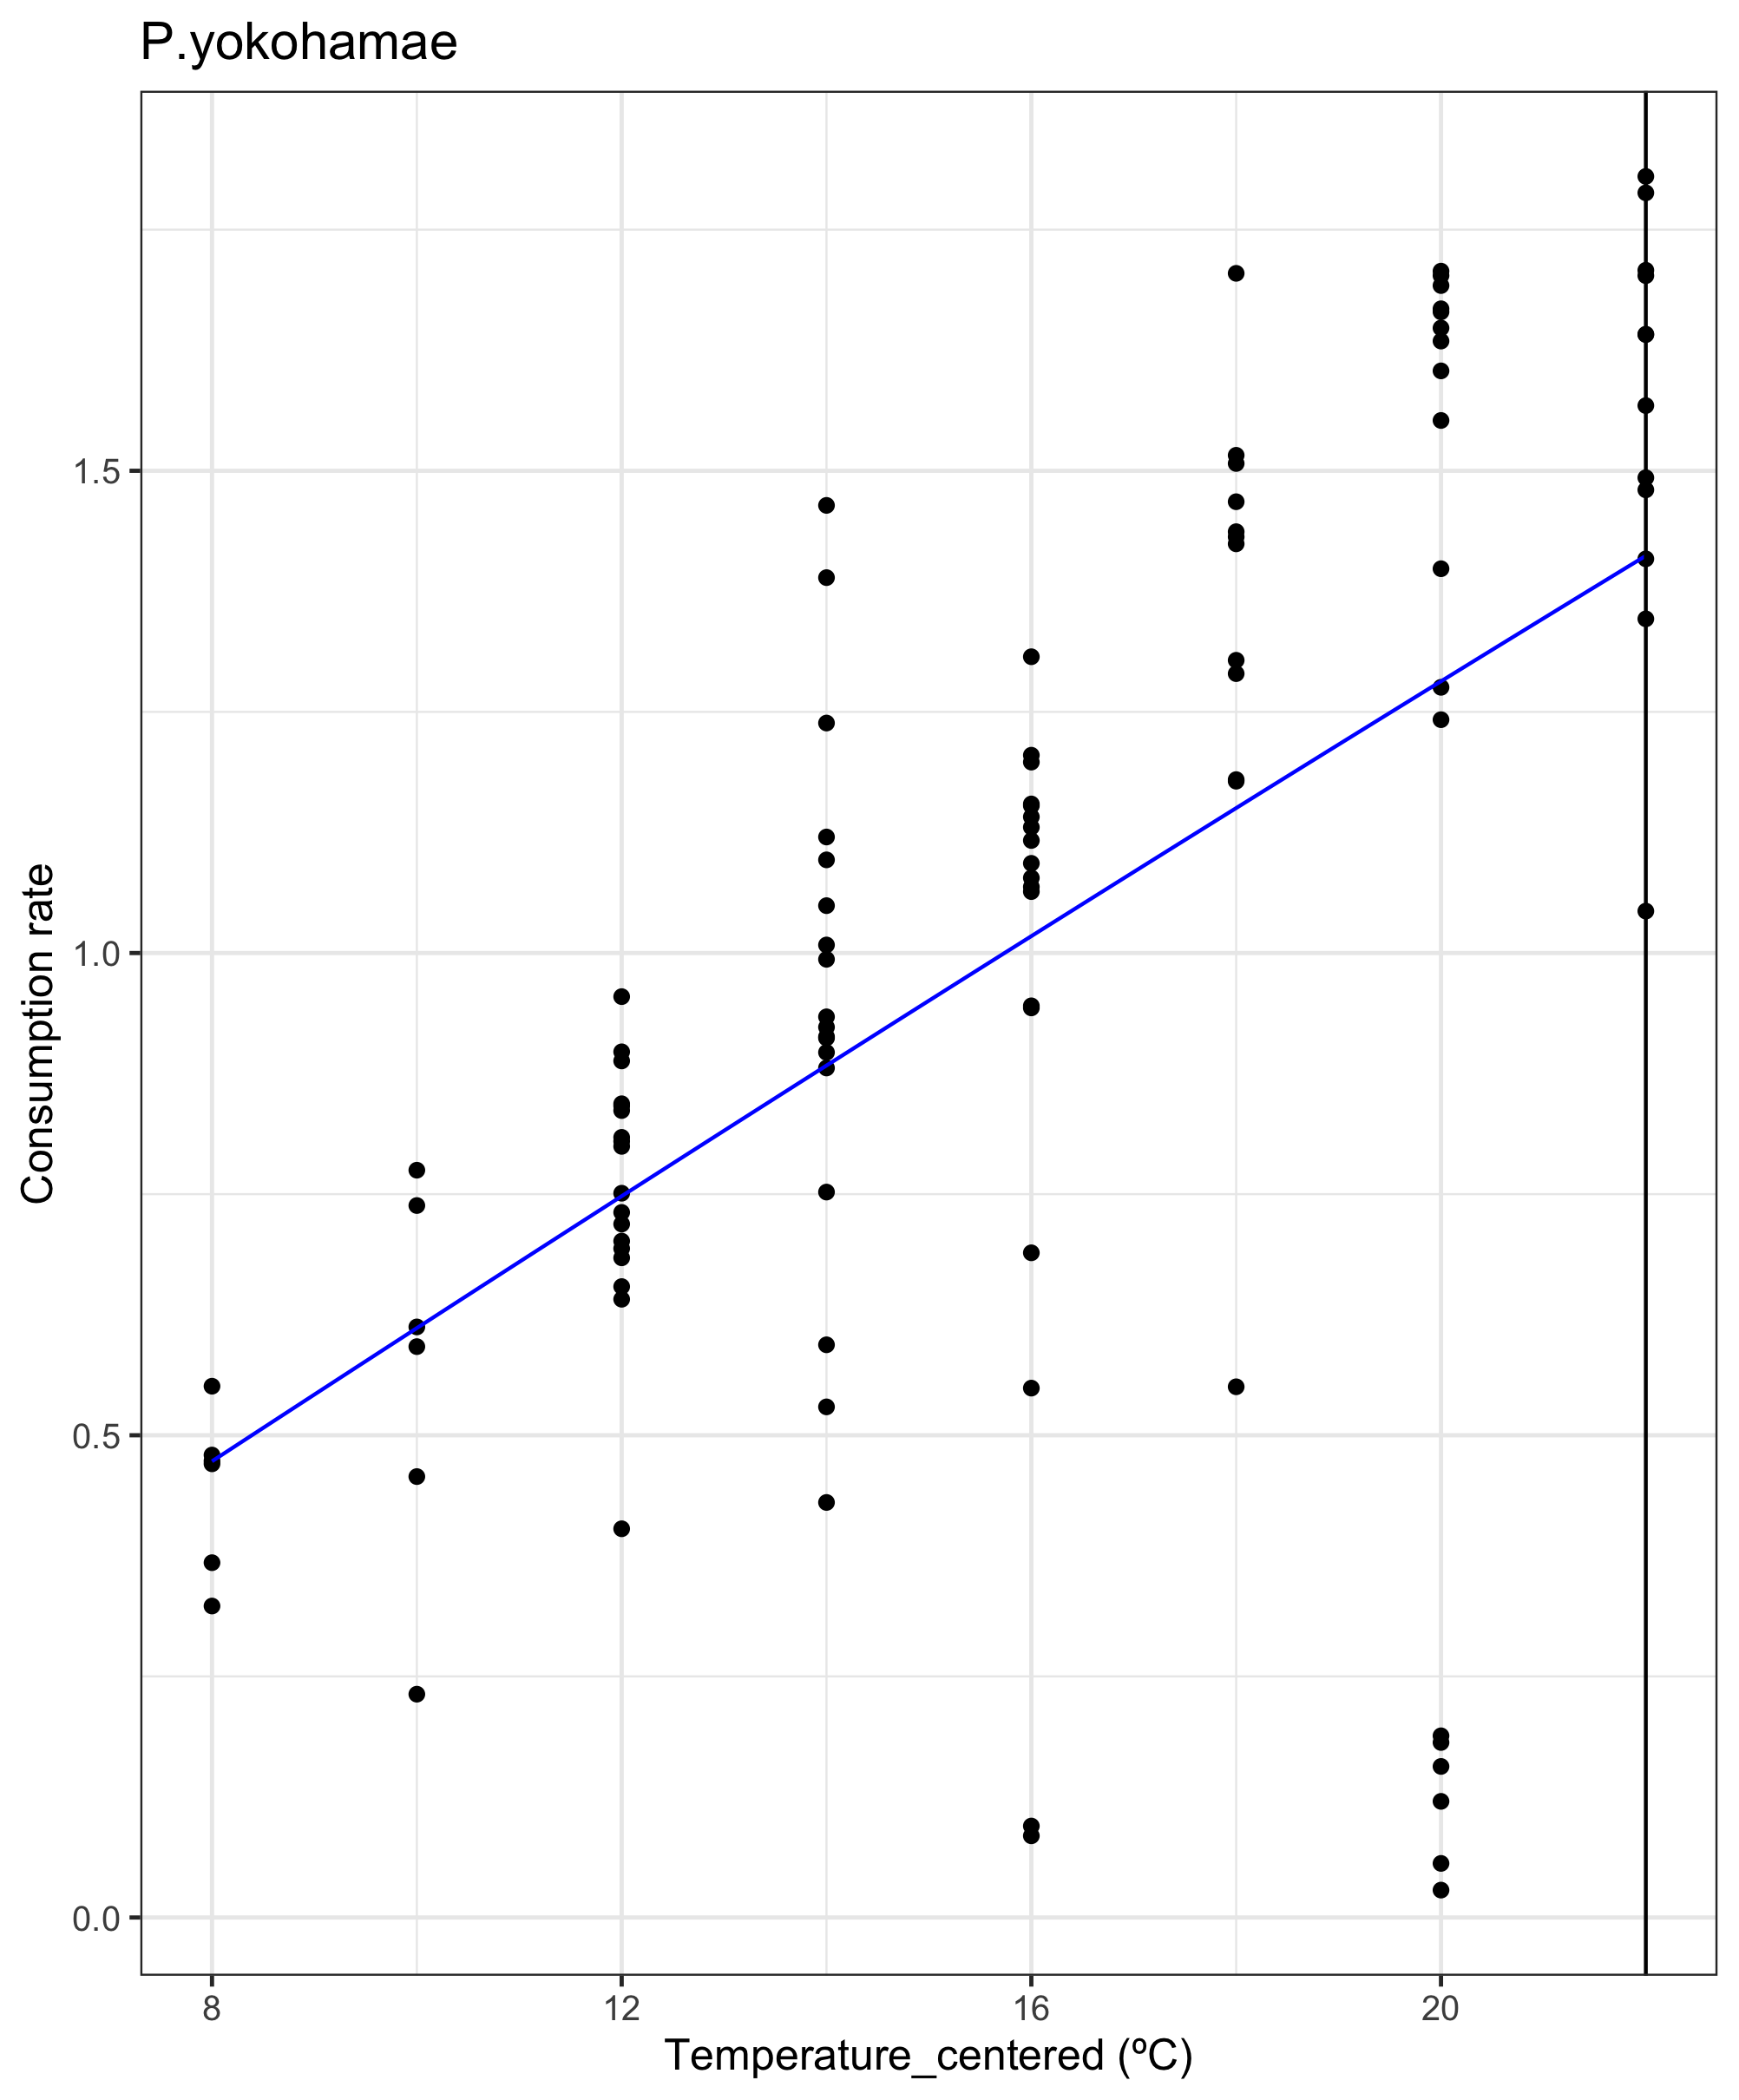 P.yokohamae
Consumption rate
1.5
1.0
0.5
0.0
8 12 16 20
Temperature_centered (ºC)